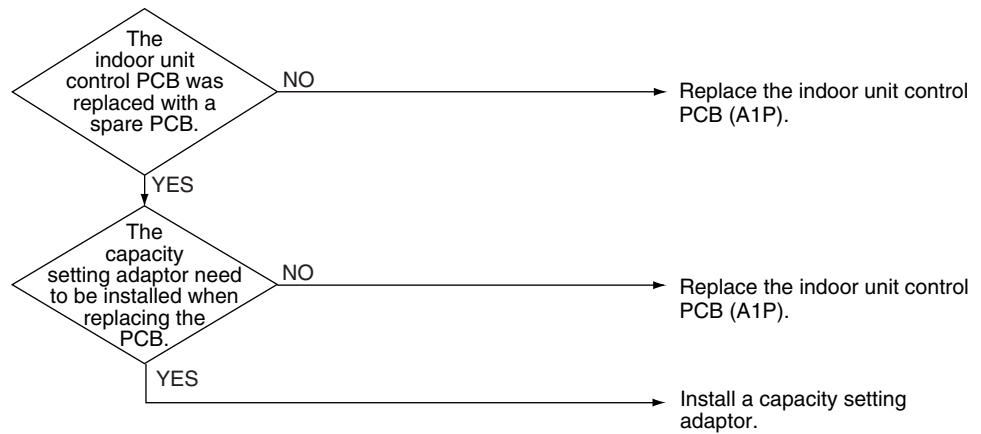 The
indoor unit
control PCB was
replaced with a
spare PCB.
NO
Replace the indoor unit control
PCB (A1P).
YES
The
capacity
setting adaptor need
to be installed when
replacing the
PCB.
NO
Replace the indoor unit control
PCB (A1P).
YES
Install a capacity setting
adaptor.